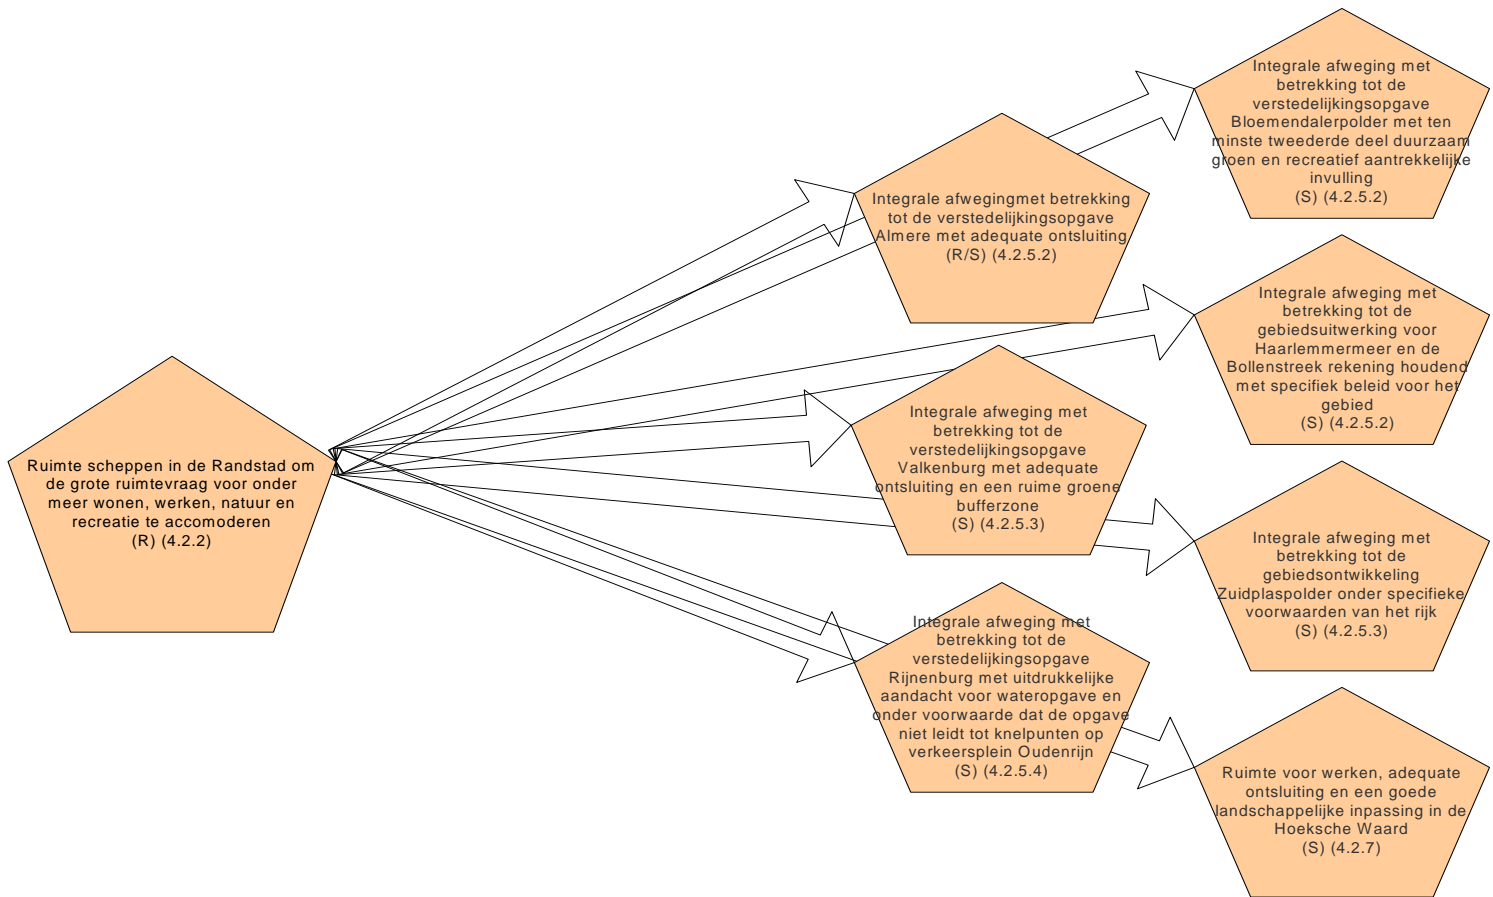 Ruimte scheppen in de Randstad om
de grote ruimtevraag voor onder
meer wonen, werken, natuur en
recreatie te accomoderen
(R) (4.2.2)
Integrale afwegingmet betrekking
tot de verstedelijkingsopgave
Almere met adequate ontsluiting
(R/S) (4.2.5.2)
Integrale afweging met
betrekking tot de
verstedelijkingsopgave
Valkenburg met adequate
ontsluiting en een ruime groene
bufferzone
(S) (4.2.5.3)
Integrale afweging met
betrekking tot de
verstedelijkingsopgave
Rijnenburg met uitdrukkelijke
aandacht voor wateropgave en
onder voorwaarde dat de opgave
niet leidt tot knelpunten op
verkeersplein Oudenrijn
(S) (4.2.5.4)
Integrale afweging met
betrekking tot de
verstedelijkingsopgave
Bloemendalerpolder met ten
minste tweederde deel duurzaam
groen en recreatief aantrekkelijke
invulling
(S) (4.2.5.2)
Integrale afweging met
betrekking tot de
gebiedsuitwerking voor
Haarlemmermeer en de
Bollenstreek rekening houdend
met specifiek beleid voor het
gebied
(S) (4.2.5.2)
Integrale afweging met
betrekking tot de
gebiedsontwikkeling
Zuidplaspolder onder specifieke
voorwaarden van het rijk
(S) (4.2.5.3)
Ruimte voor werken, adequate
ontsluiting en een goede
landschappelijke inpassing in de
Hoeksche Waard
(S) (4.2.7)